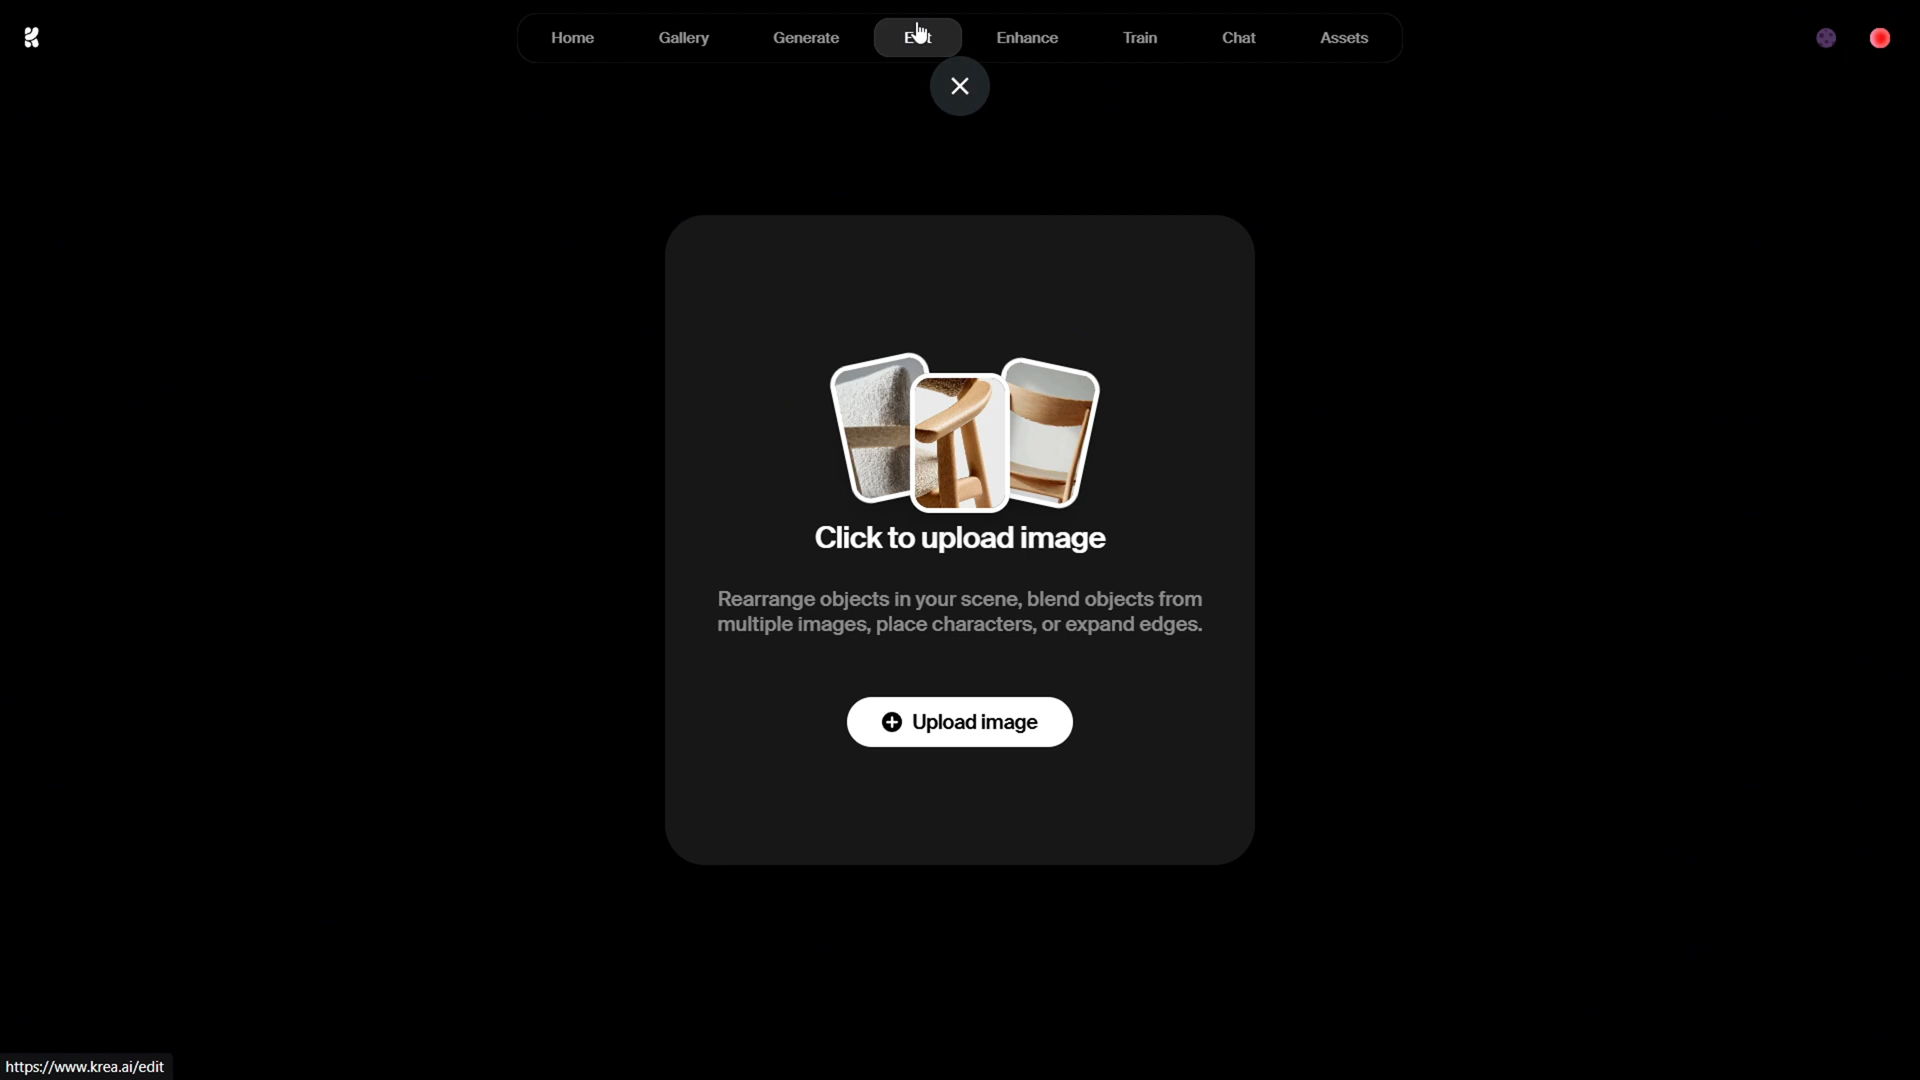 Home
Gallery
Generate
Enhance
Train
Chat
Assets
Click to upload image
Rearrange objects in your scene, blend objects from
multiple images, place characters, or expand edges.
Upload image
https://www.krea.ai/edit